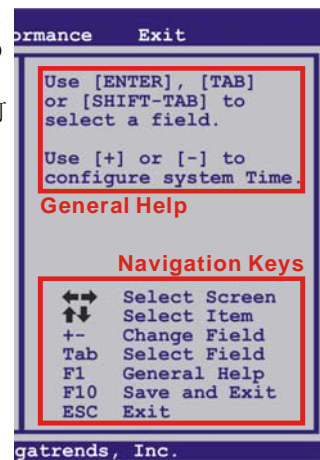 ormance Exit
Use [ENTER], [TAB]
or [SHIFT-TAB] to
select a field.
Use [+] or [-] to
configure system Time.
General Help
Navigation Keys
←→ Select Screen
↑↓ Select Item
+- Change Field
Tab Select Field
F1 General Help
F10 Save and Exit
ESC Exit
gatrends, Inc.